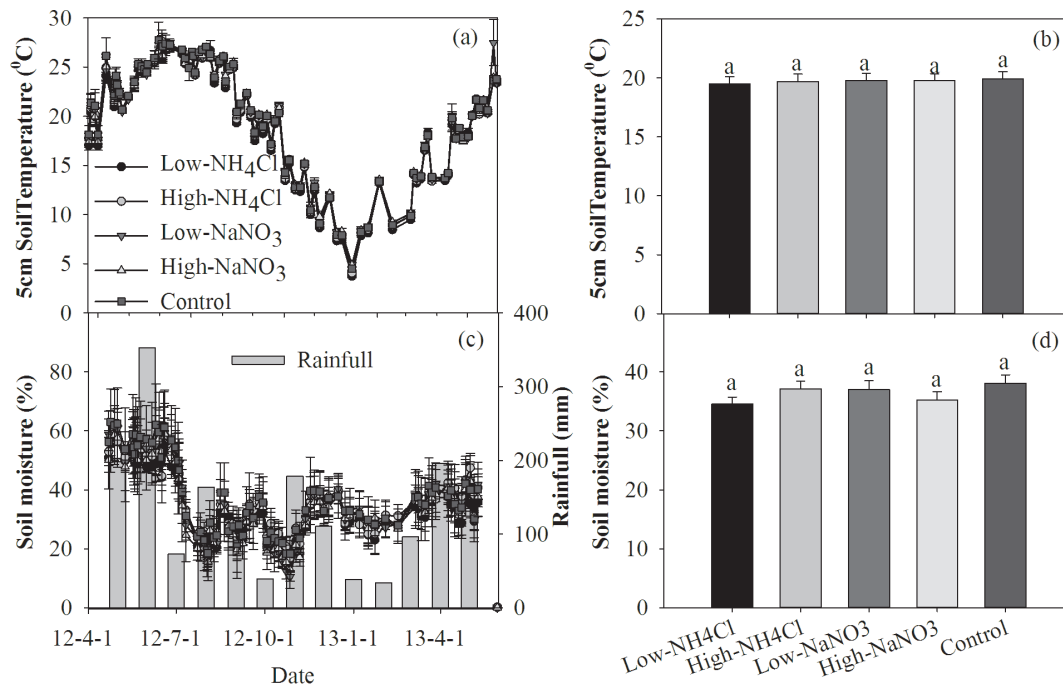 30
25
20
15
10
5
0
5cm SoilTemperature (⁰C)
(a)
Low-NH₄Cl
High-NH₄Cl
Low-NaNO₃
High-NaNO₃
Control
25
20
15
10
5
0
5cm SoilTemperature (⁰C)
(b)
a a a a a
80
60
40
20
0
Soil moisture (%)
(c)
Rainfull
400
300
200
100
0
Rainfall (mm)
12-4-1 12-7-1 12-10-1 13-1-1 13-4-1
Date
40
30
20
10
0
Soil moisture (%)
(d)
a a a a a
Low-NH4Cl
High-NH4Cl
Low-NaNO3
High-NaNO3
Control